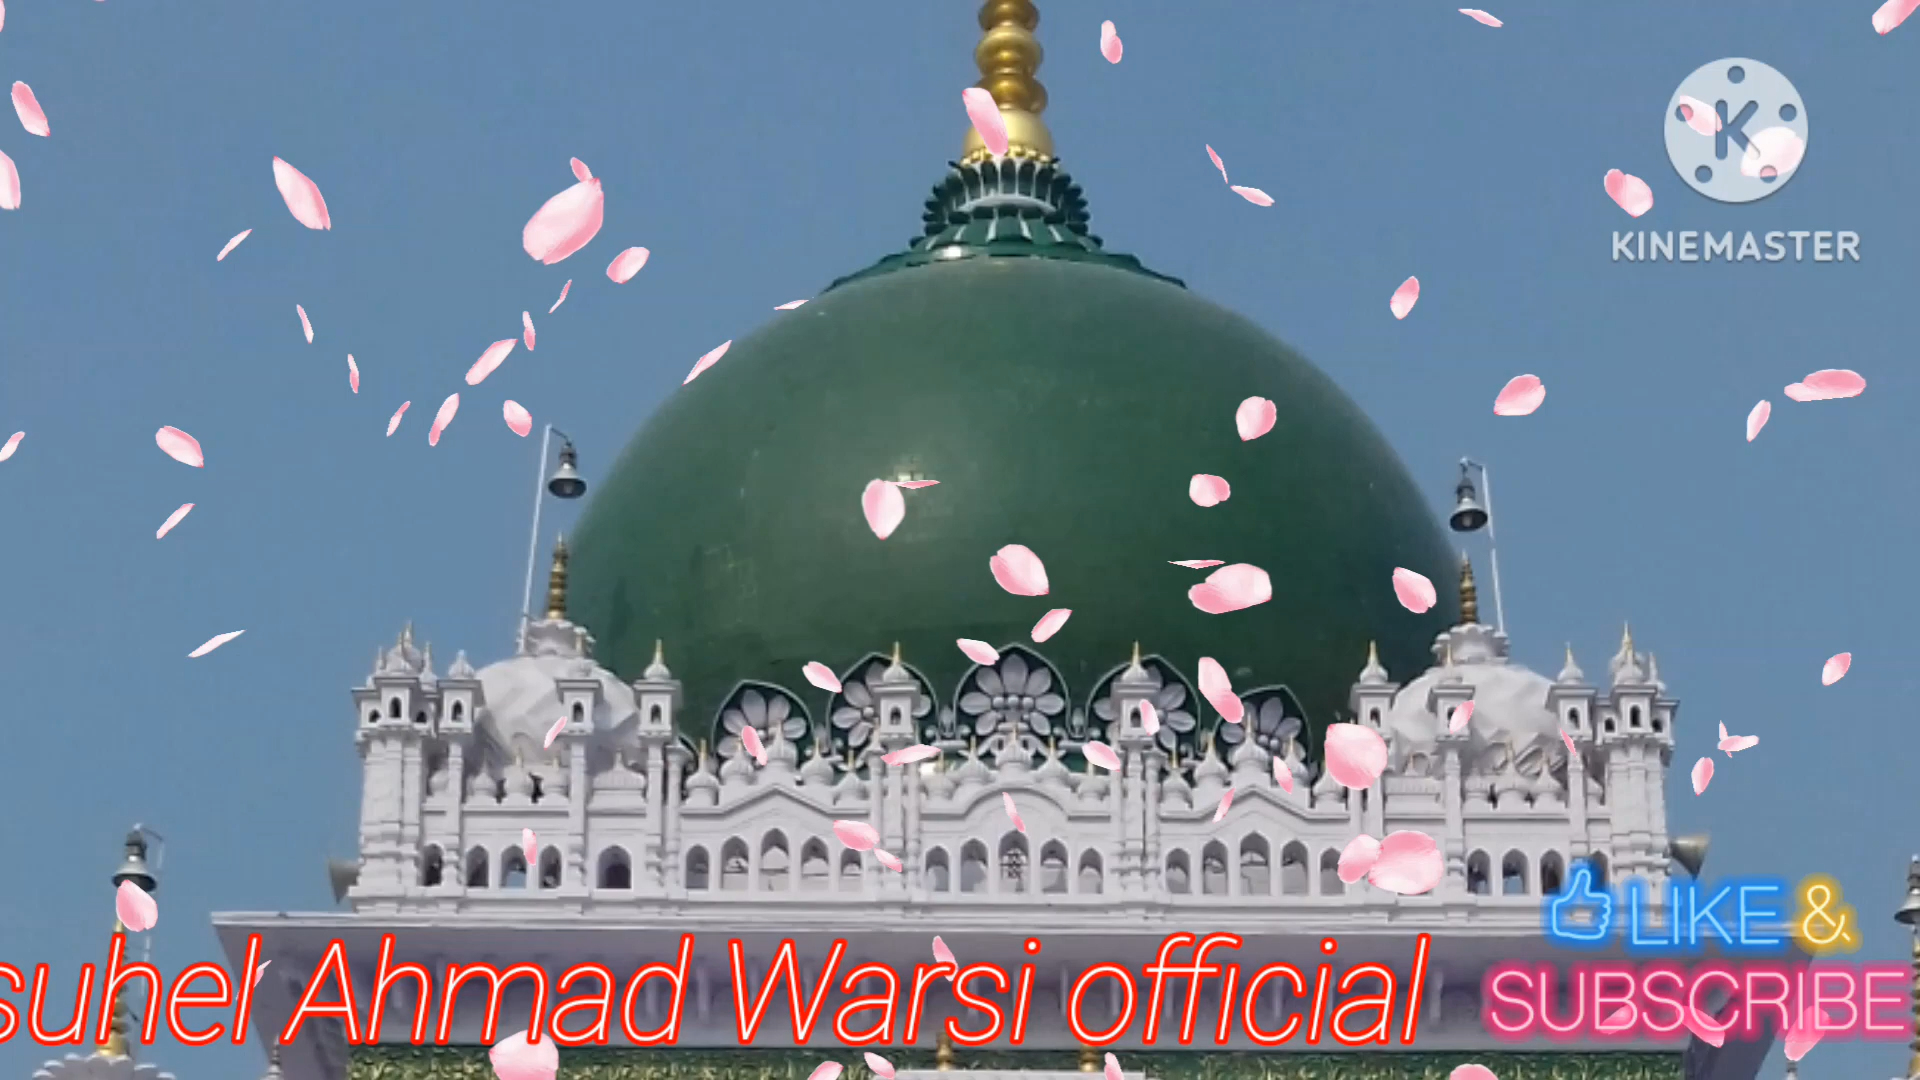 K
KINEMASTER
LIKE &
SUBSCRIBE
suhel Ahmad Warsi official